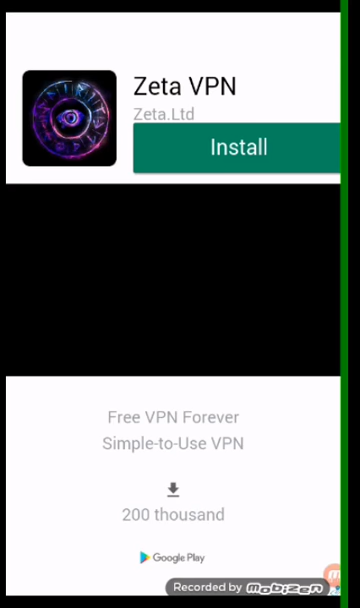 Zeta VPN
Zeta.Ltd
Install
Free VPN Forever
Simple-to-Use VPN
200 thousand
Google Play
Recorded by Mobizen